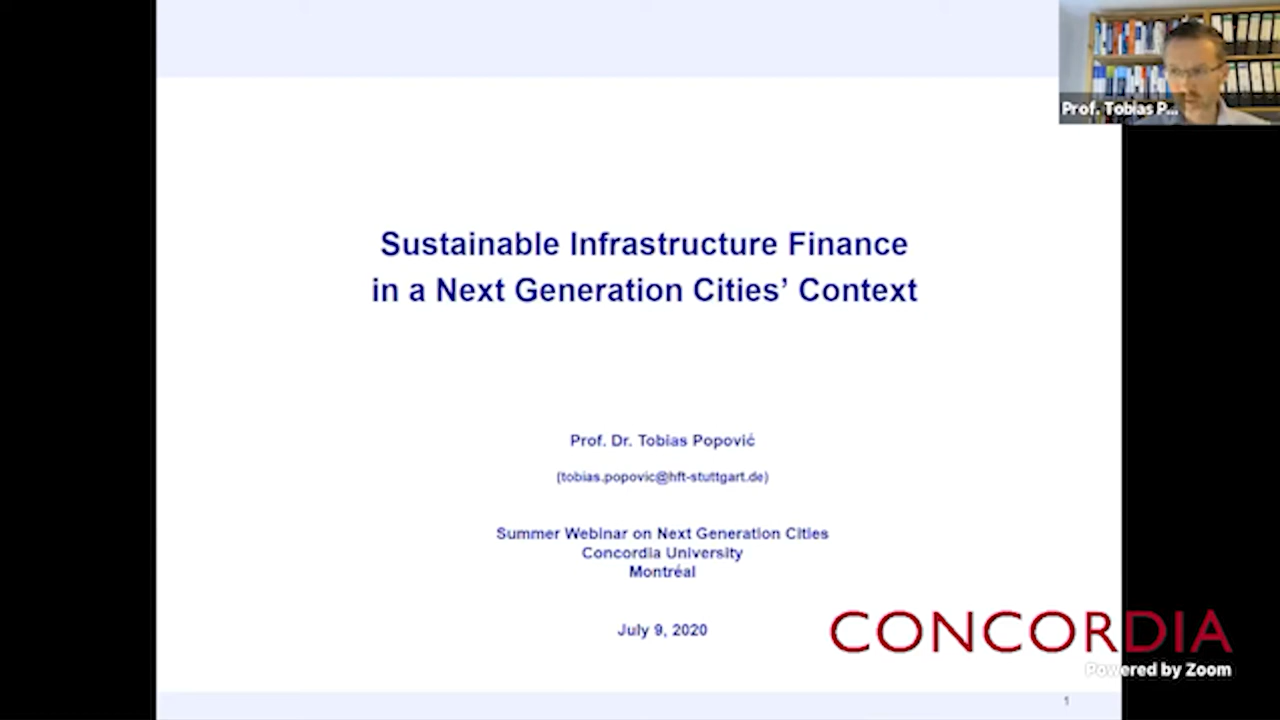 Prof. Tobias P...
Sustainable Infrastructure Finance
in a Next Generation Cities’ Context
Prof. Dr. Tobias Popović
(tobias.popovic@hft-stuttgart.de)
Summer Webinar on Next Generation Cities
Concordia University
Montréal
July 9, 2020
CONCORDIA
Powered by Zoom
1